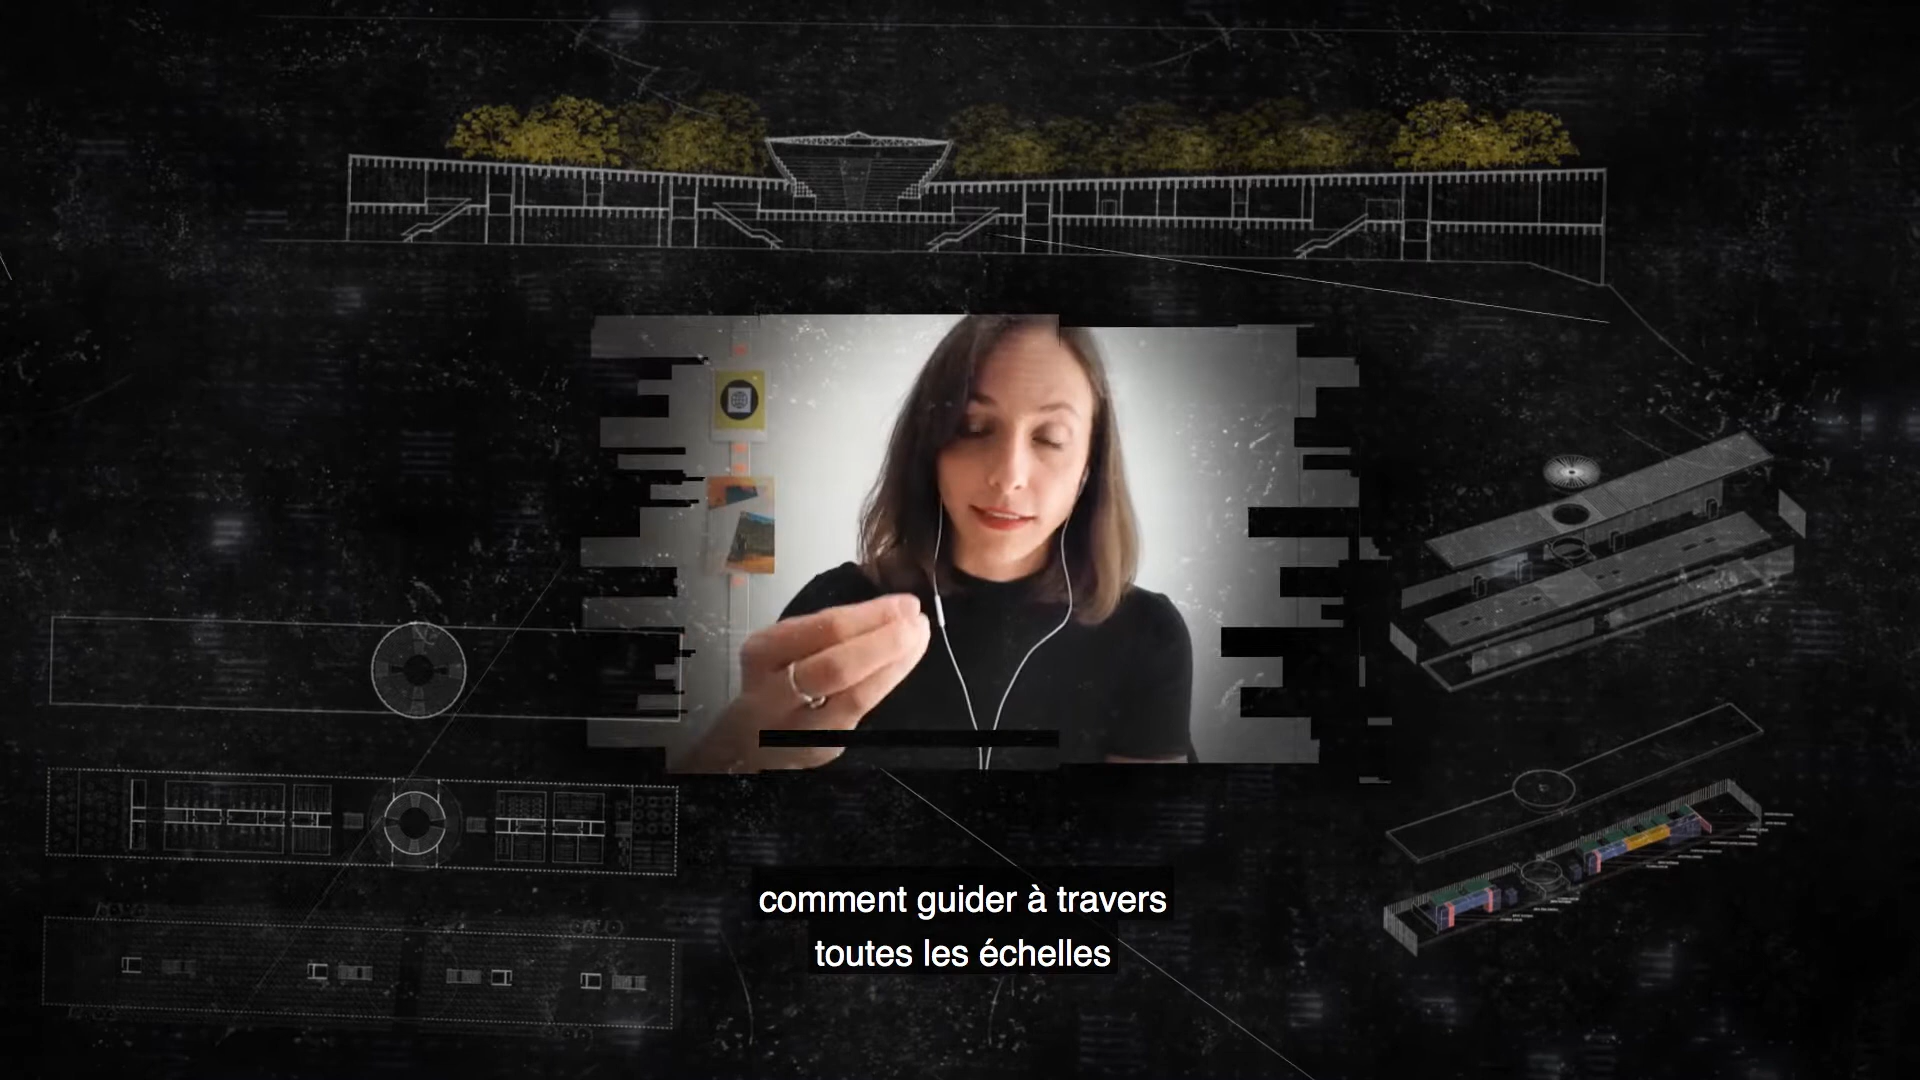 comment guider à travers
toutes les échelles